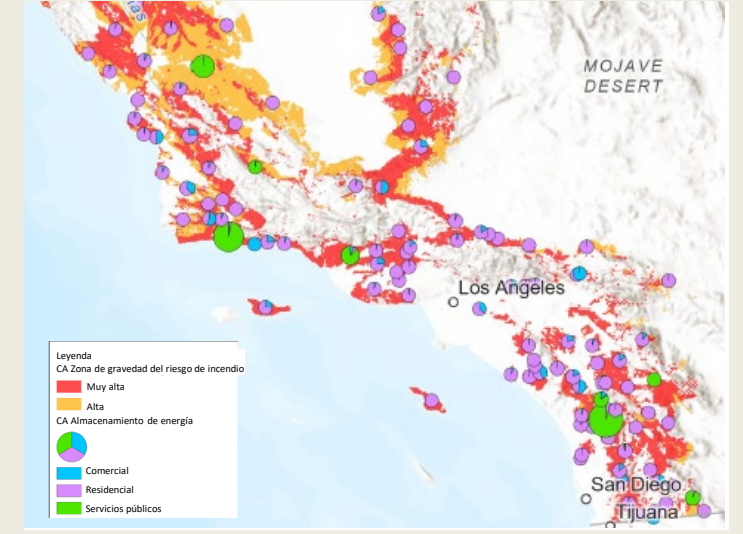 MOJAVE
DESERT
Los Angeles
Leyenda
CA Zona de gravedad del riesgo de incendio
Muy alta
Alta
CA Almacenamiento de energía
Comercial
Residencial
Servicios públicos
San Diego
Tijuana